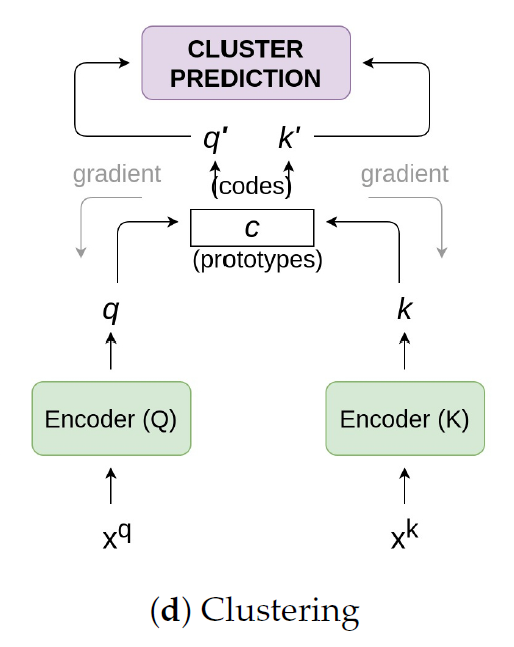 CLUSTER
PREDICTION
q' k'
gradient gradient
(codes)
c
(prototypes)
q k
Encoder (Q) Encoder (K)
x^q x^k
(d) Clustering